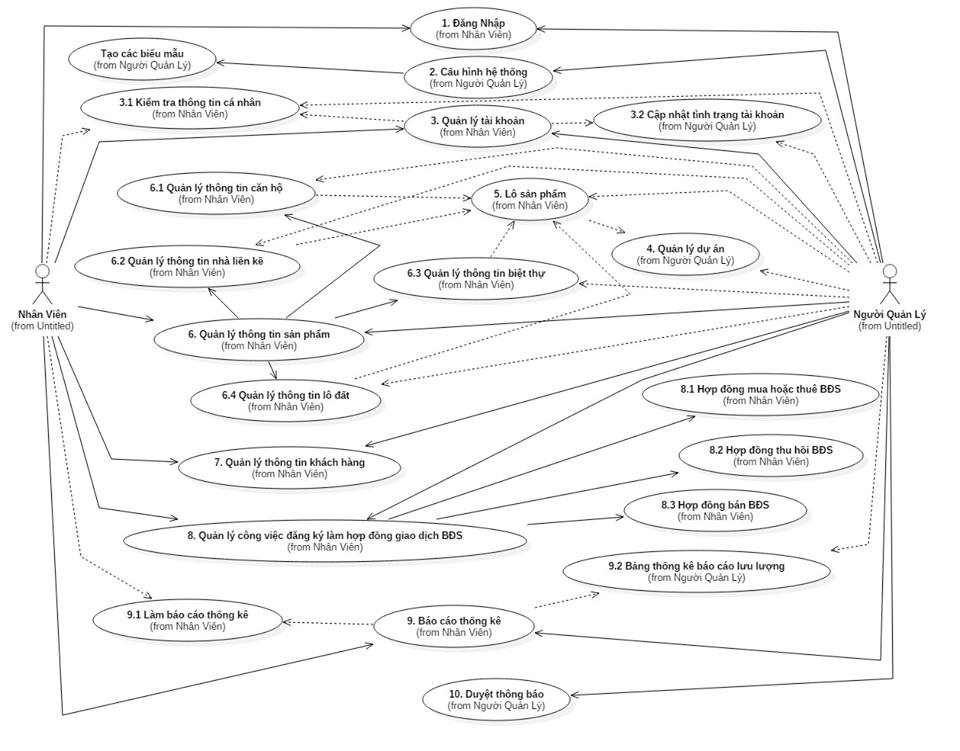 1. Đăng Nhập
(from Nhân Viên)
Tạo các biểu mẫu
(from Người Quản Lý)
2. Cấu hình hệ thống
(from Người Quản Lý)
3.1 Kiểm tra thông tin cá nhân
(from Nhân Viên)
3. Quản lý tài khoản
(from Nhân Viên)
3.2 Cập nhật tình trạng tài khoản
(from Người Quản Lý)
6.1 Quản lý thông tin căn hộ
(from Nhân Viên)
5. Lô sản phẩm
(from Nhân Viên)
4. Quản lý dự án
(from Người Quản Lý)
6.2 Quản lý thông tin nhà liền kề
(from Nhân Viên)
6.3 Quản lý thông tin biệt thự
(from Nhân Viên)
Nhân Viên
(from Untitled)
Người Quản Lý
(from Untitled)
6. Quản lý thông tin sản phẩm
(from Nhân Viên)
6.4 Quản lý thông tin lô đất
(from Nhân Viên)
8.1 Hợp đồng mua hoặc thuê BĐS
(from Nhân Viên)
7. Quản lý thông tin khách hàng
(from Nhân Viên)
8.2 Hợp đồng thu hồi BĐS
(from Nhân Viên)
8.3 Hợp đồng bán BĐS
(from Nhân Viên)
8. Quản lý công việc đăng ký làm hợp đồng giao dịch BĐS
(from Nhân Viên)
9.2 Bảng thống kê báo cáo lưu lượng
(from Người Quản Lý)
9.1 Làm báo cáo thống kê
(from Nhân Viên)
9. Báo cáo thống kê
(from Nhân Viên)
10. Duyệt thông báo
(from Người Quản Lý)